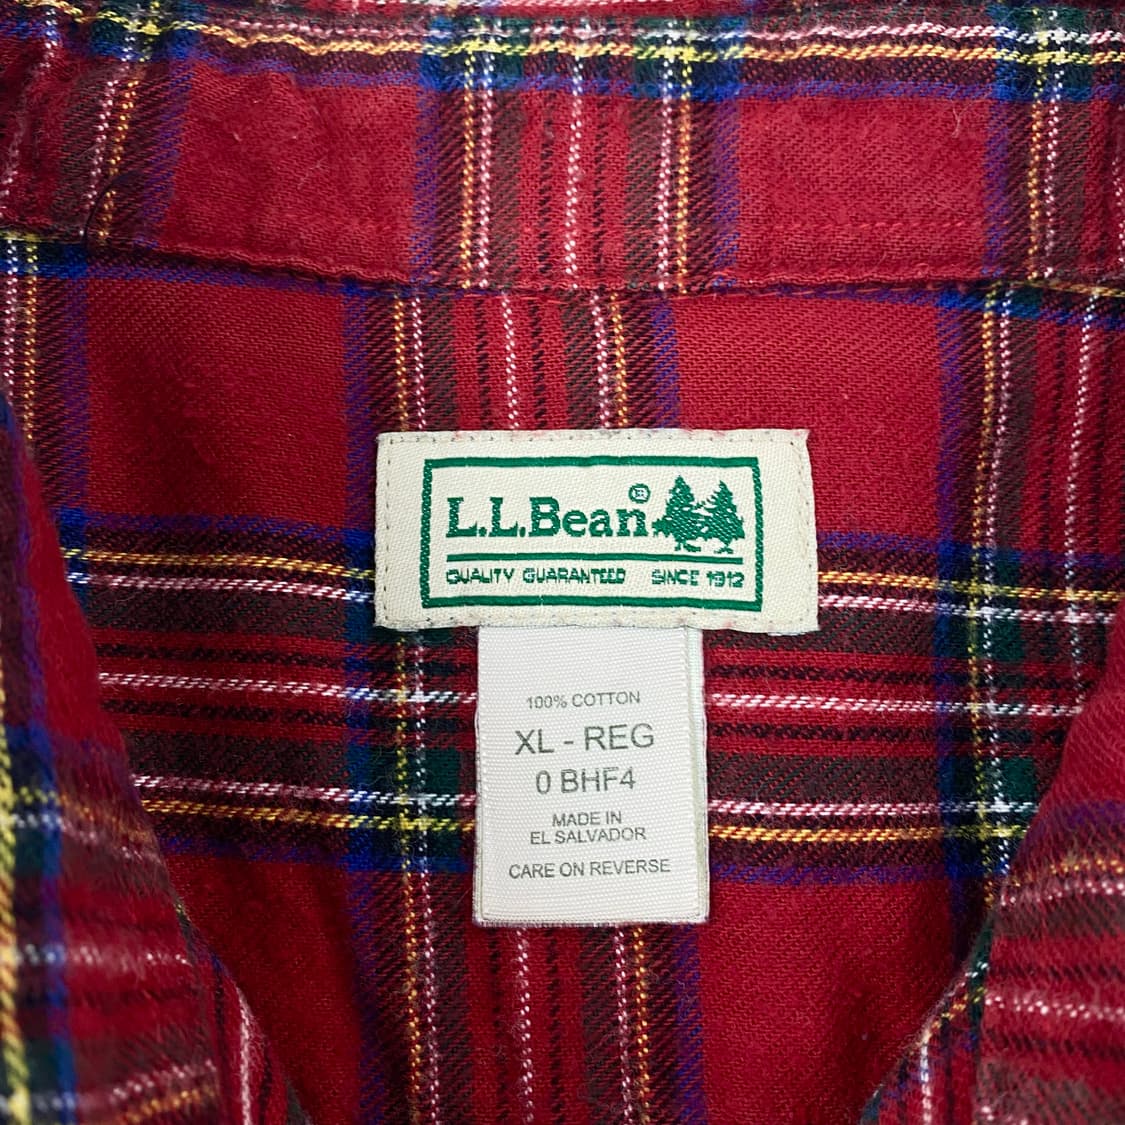 L.L.Bean®
QUALITY GUARANTEED SINCE 1912
100% COTTON
XL - REG
0 BHF4
MADE IN
EL SALVADOR
CARE ON REVERSE